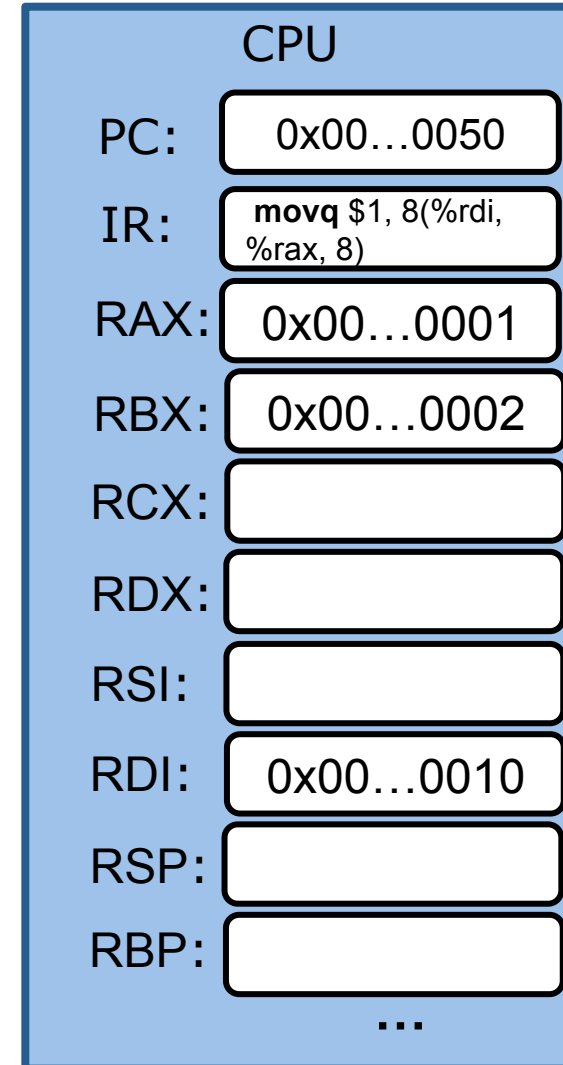 CPU
PC: 0x00...0050
IR: movq $1, 8(%rdi,
%rax, 8)
RAX: 0x00...0001
RBX: 0x00...0002
RCX:
RDX:
RSI:
RDI: 0x00...0010
RSP:
RBP:
...